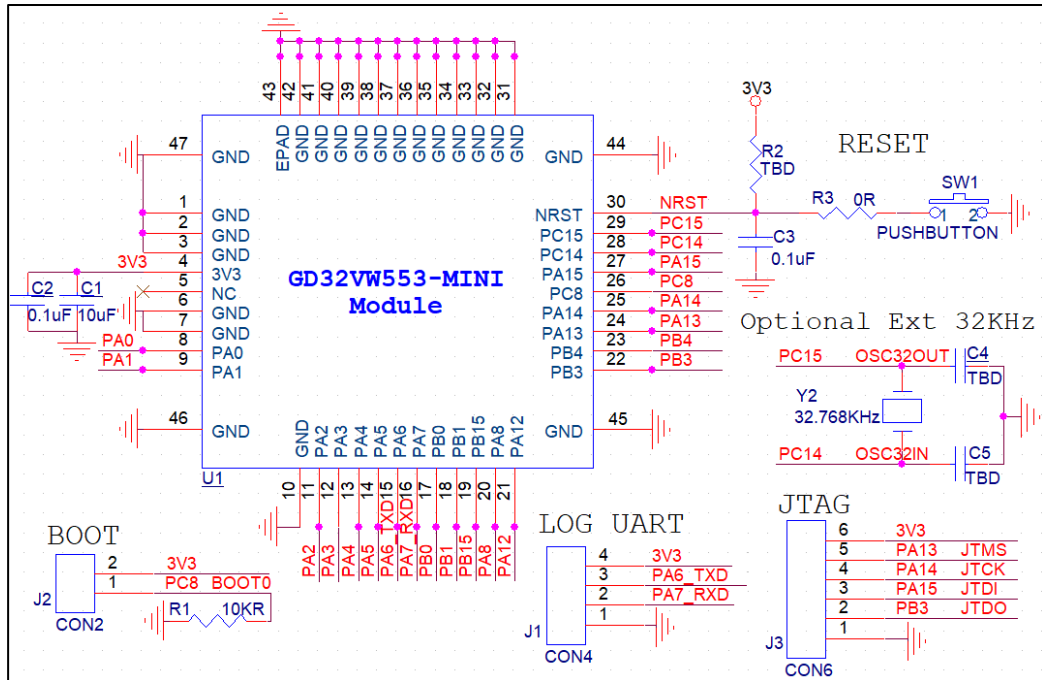 43 42 41 40 39 38 37 36 35 34 33 32 31
EPAD GND GND GND GND GND GND GND GND GND GND GND GND
47 GND
GND 44
1 GND
2 GND
3 GND
3V3 4 3V3
5 NC
6 GND
7 GND
PA0 8 PA0
PA1 9 PA1
46 GND
C2 0.1uF
C1 10uF
GD32VW553-MINI
Module
NRST 30 NRST
PC15 29 PC15
PC14 28 PC14
PA15 27 PA15
PC8 26 PC8
PA14 25 PA14
PA13 24 PA13
PB4 23 PB4
PB3 22 PB3
GND 45
GND PA2 PA3 PA4 PA5 PA6 PA7 PB0 PB1 PB15 PA8 PA12
U1
10 11 12 13 14 15 16 17 18 19 20 21
PA2 PA3 PA4 PA5 PA6_TXD PA7_RXD PB0 PB1 PB15 PA8 PA12
3V3
R2
TBD
RESET
R3 0R
SW1
1 2
PUSHBUTTON
C3
0.1uF
Optional Ext 32KHz
PC15 OSC32OUT C4
TBD
Y2
32.768KHz
PC14 OSC32IN C5
TBD
BOOT
2 3V3
1 PC8 BOOT0
J2
R1 10KR
CON2
LOG UART
4 3V3
3 PA6_TXD
2 PA7_RXD
1
J1
CON4
JTAG
6 3V3
5 PA13 JTMS
4 PA14 JTCK
3 PA15 JTDI
2 PB3 JTDO
1
J3
CON6